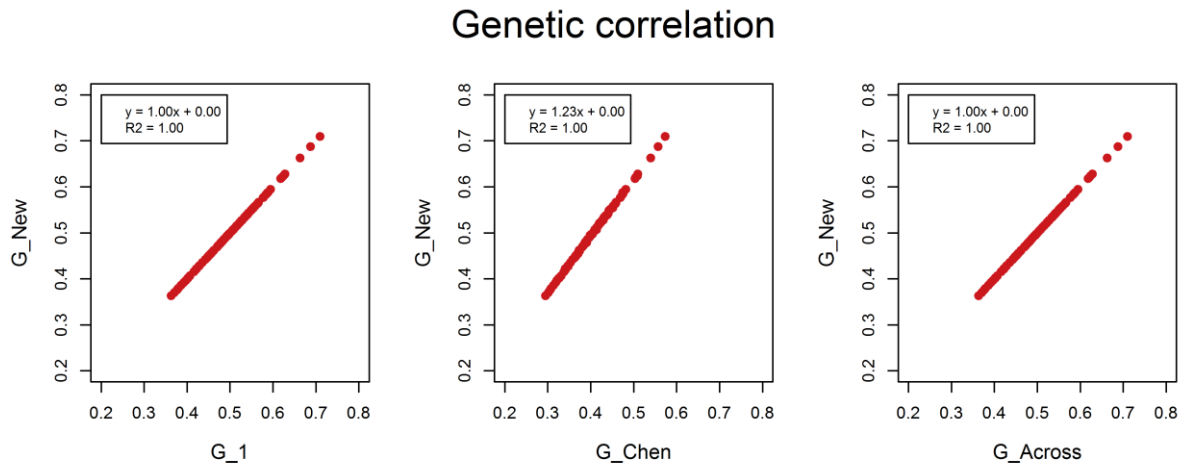 Genetic correlation
y = 1.00x + 0.00
R2 = 1.00
0.8
0.7
0.6
0.5
0.4
0.3
0.2
G_New
0.2 0.3 0.4 0.5 0.6 0.7 0.8
G_1
y = 1.23x + 0.00
R2 = 1.00
0.8
0.7
0.6
0.5
0.4
0.3
0.2
G_New
0.2 0.3 0.4 0.5 0.6 0.7 0.8
G_Chen
y = 1.00x + 0.00
R2 = 1.00
0.8
0.7
0.6
0.5
0.4
0.3
0.2
G_New
0.2 0.3 0.4 0.5 0.6 0.7 0.8
G_Across